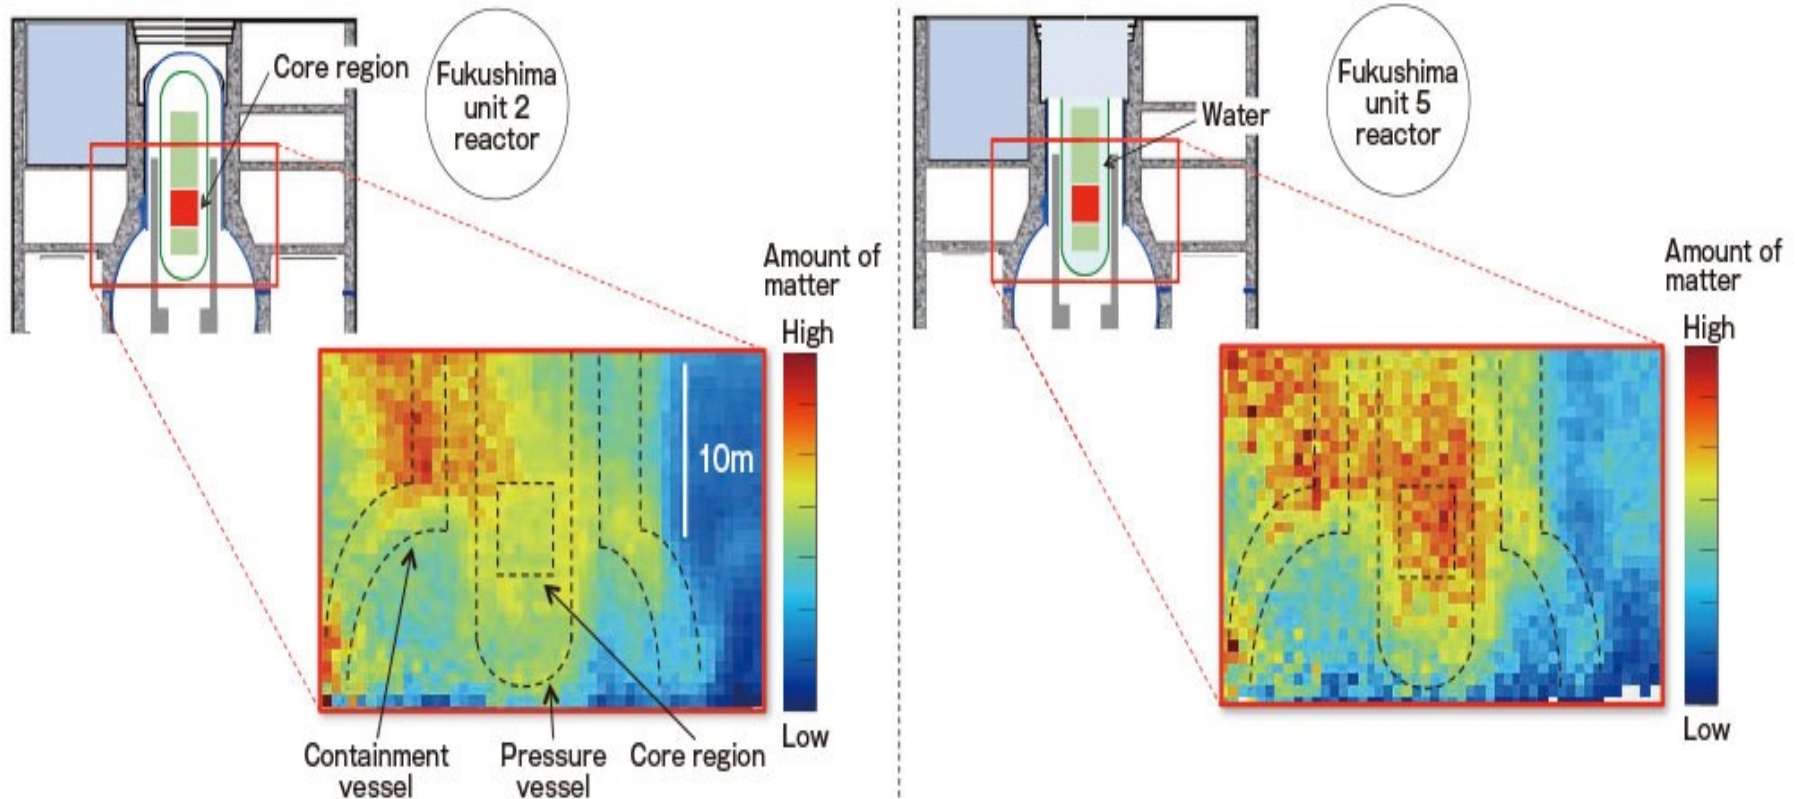 Core region
Fukushima
unit 2
reactor
Amount of
matter
High
10m
Low
Containment
vessel
Pressure
vessel
Core region
Fukushima
unit 5
reactor
Water
Amount of
matter
High
Low